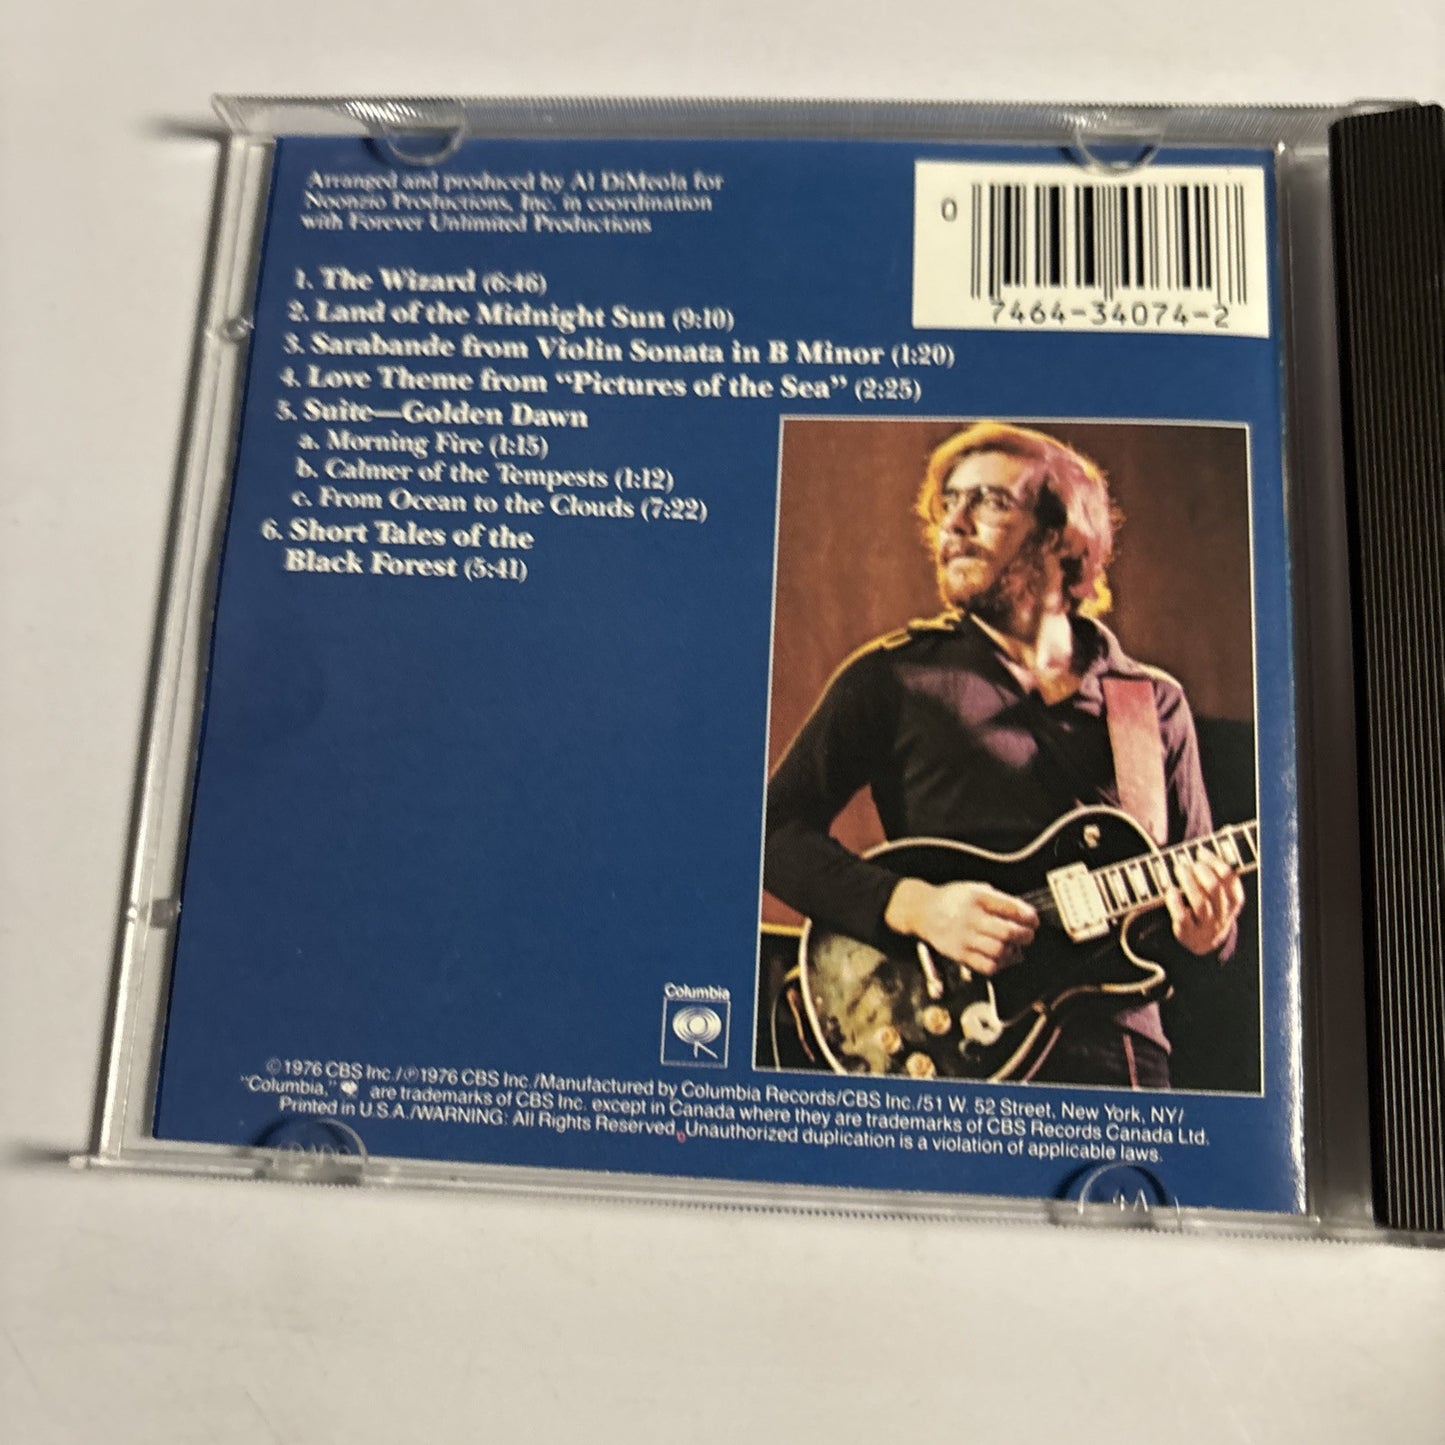 Arranged and produced by Al DiMeola for
Noonzio Productions, Inc. in coordination
with Forever Unlimited Productions
0
7464-34074-2
1. The Wizard (6:46)
2. Land of the Midnight Sun (9:10)
3. Sarabande from Violin Sonata in B Minor (1:20)
4. Love Theme from “Pictures of the Sea” (2:25)
5. Suite—Golden Dawn
a. Morning Fire (1:15)
b. Calmer of the Tempests (1:12)
c. From Ocean to the Clouds (7:22)
6. Short Tales of the
Black Forest (5:41)
Columbia
©1976 CBS Inc./℗1976 CBS Inc./Manufactured by Columbia Records/CBS Inc./51 W. 52 Street, New York, NY/
"Columbia," are trademarks of CBS Inc. except in Canada where they are trademarks of CBS Records Canada Ltd.
Printed in U.S.A./WARNING: All Rights Reserved. Unauthorized duplication is a violation of applicable laws.
4A